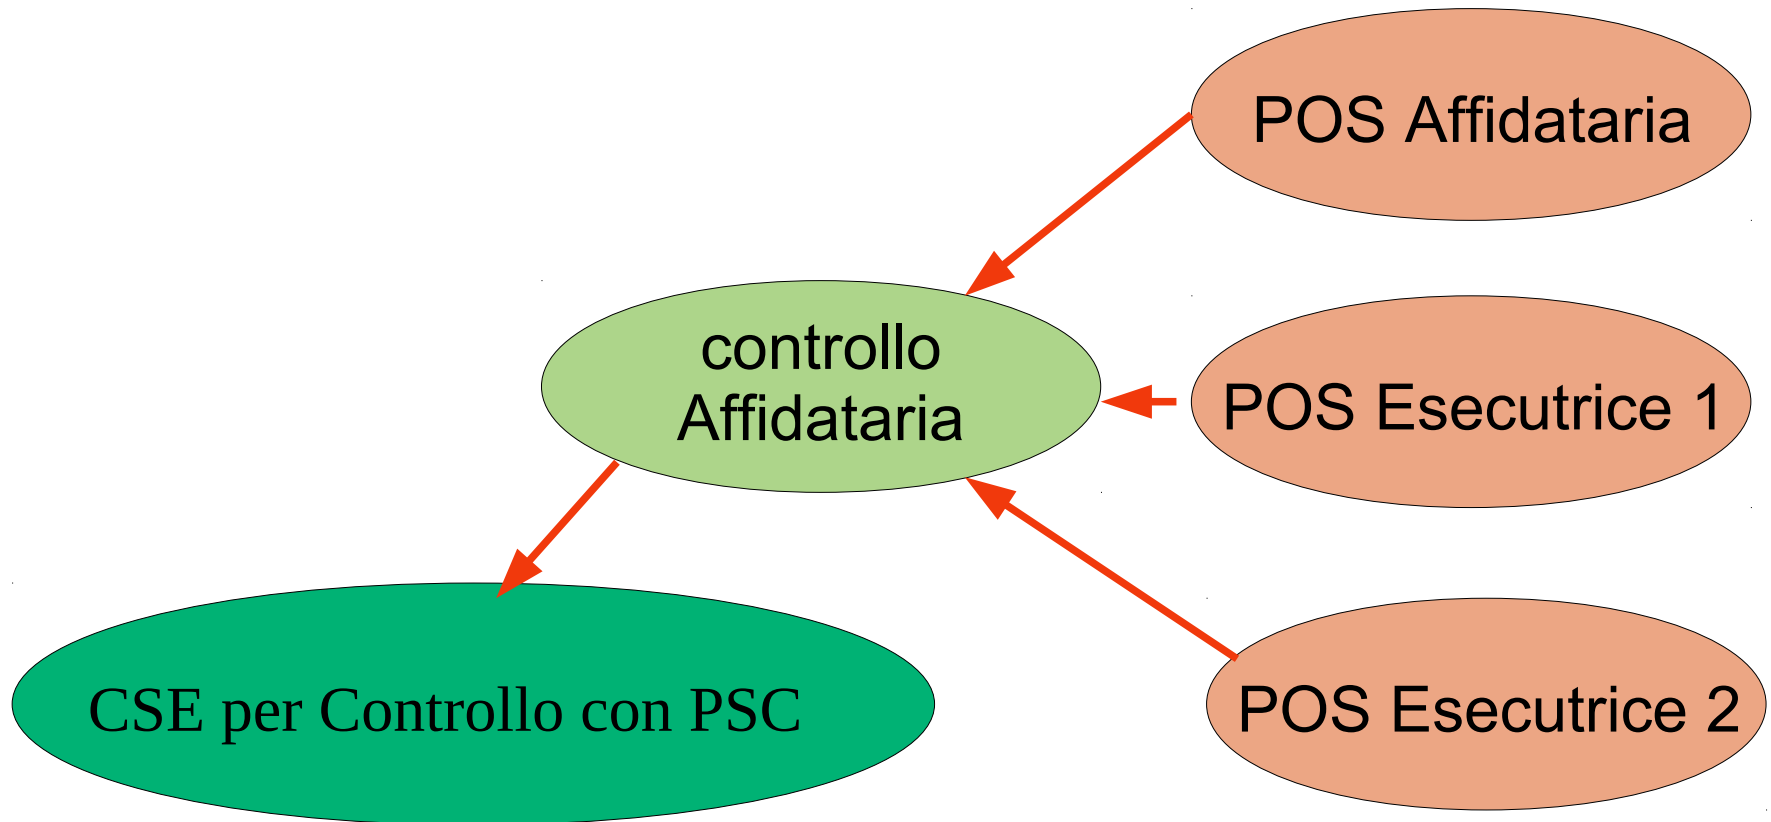 POS Affidataria
controllo
Affidataria
POS Esecutrice 1
CSE per Controllo con PSC
POS Esecutrice 2